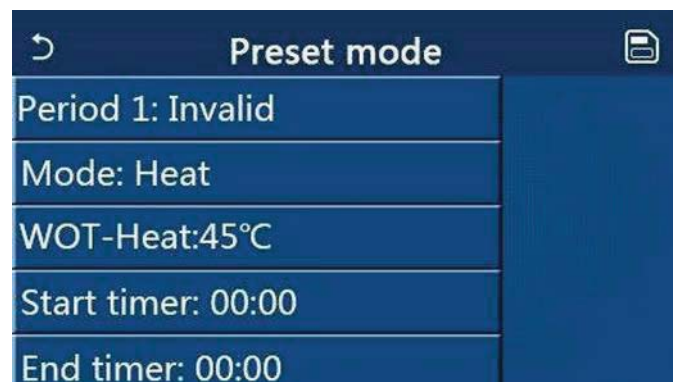 Preset mode
Period 1: Invalid
Mode: Heat
WOT-Heat:45℃
Start timer: 00:00
End timer: 00:00